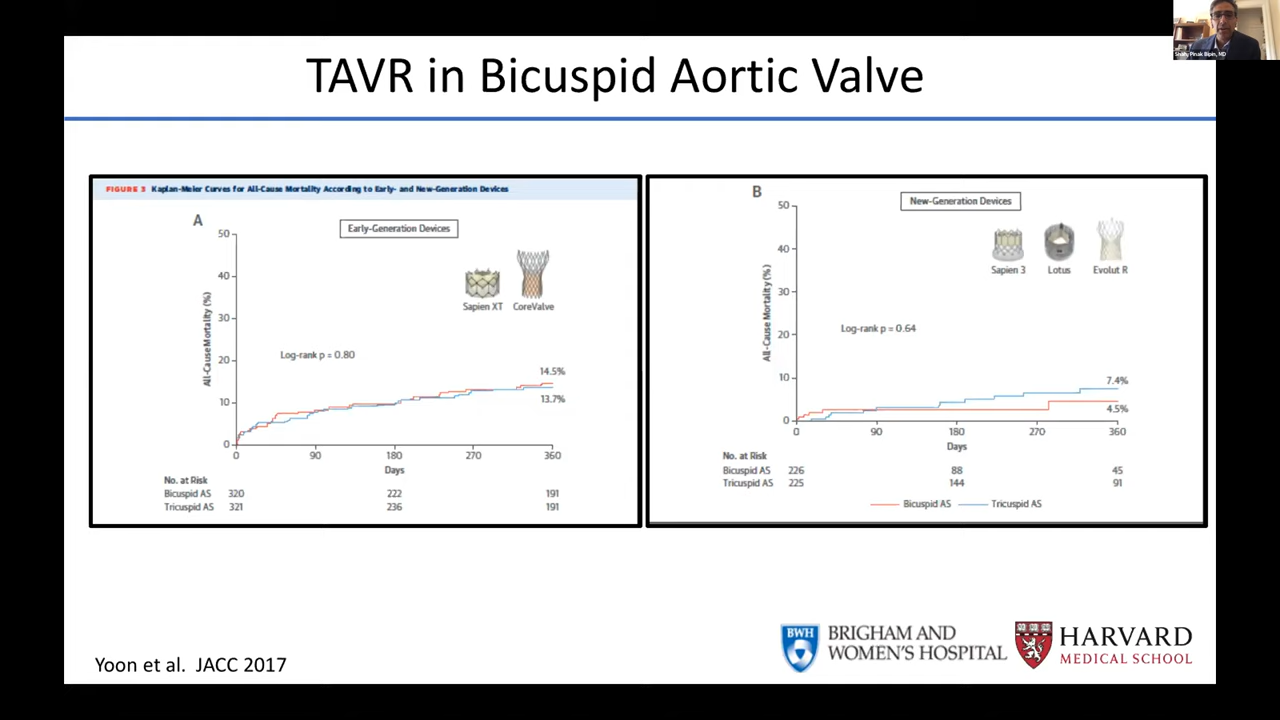 Shah, Pinak Bipin, MD
TAVR in Bicuspid Aortic Valve
FIGURE 3 Kaplan-Meier Curves for All-Cause Mortality According to Early- and New-Generation Devices
A
Early-Generation Devices
50
40
30
20
10
0
All-Cause Mortality (%)
Sapien XT CoreValve
Log-rank p = 0.80
14.5%
13.7%
0 90 180 270 360
Days
No. at Risk
Bicuspid AS 320 222 191
Tricuspid AS 321 236 191
B
New-Generation Devices
50
40
30
20
10
0
All-Cause Mortality (%)
Sapien 3 Lotus Evolut R
Log-rank p = 0.64
7.4%
4.5%
0 90 180 270 360
Days
No. at Risk
Bicuspid AS 226 88 45
Tricuspid AS 225 144 91
Bicuspid AS Tricuspid AS
Yoon et al. JACC 2017
BWH
BRIGHAM AND
WOMEN'S HOSPITAL
HARVARD
MEDICAL SCHOOL